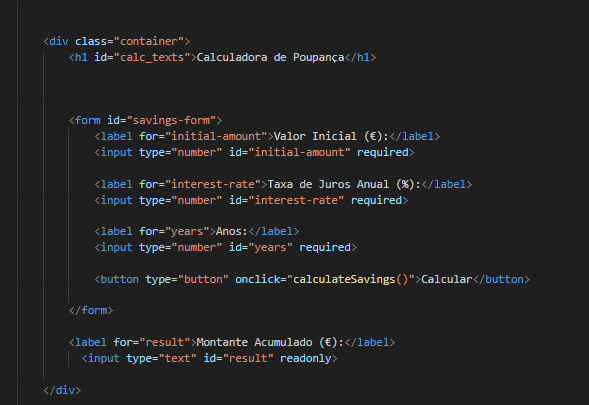 <div class="container">
<h1 id="calc_texts">Calculadora de Poupança</h1>
<form id="savings-form">
<label for="initial-amount">Valor Inicial (€):</label>
<input type="number" id="initial-amount" required>
<label for="interest-rate">Taxa de Juros Anual (%):</label>
<input type="number" id="interest-rate" required>
<label for="years">Anos:</label>
<input type="number" id="years" required>
<button type="button" onclick="calculateSavings()">Calcular</button>
</form>
<label for="result">Montante Acumulado (€):</label>
<input type="text" id="result" readonly>
</div>